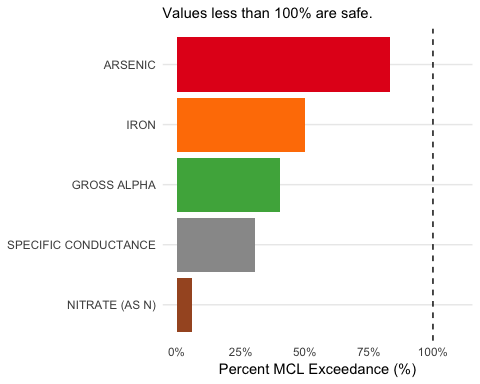 Values less than 100% are safe.
ARSENIC
IRON
GROSS ALPHA
SPECIFIC CONDUCTANCE
NITRATE (AS N)
0% 25% 50% 75% 100%
Percent MCL Exceedance (%)